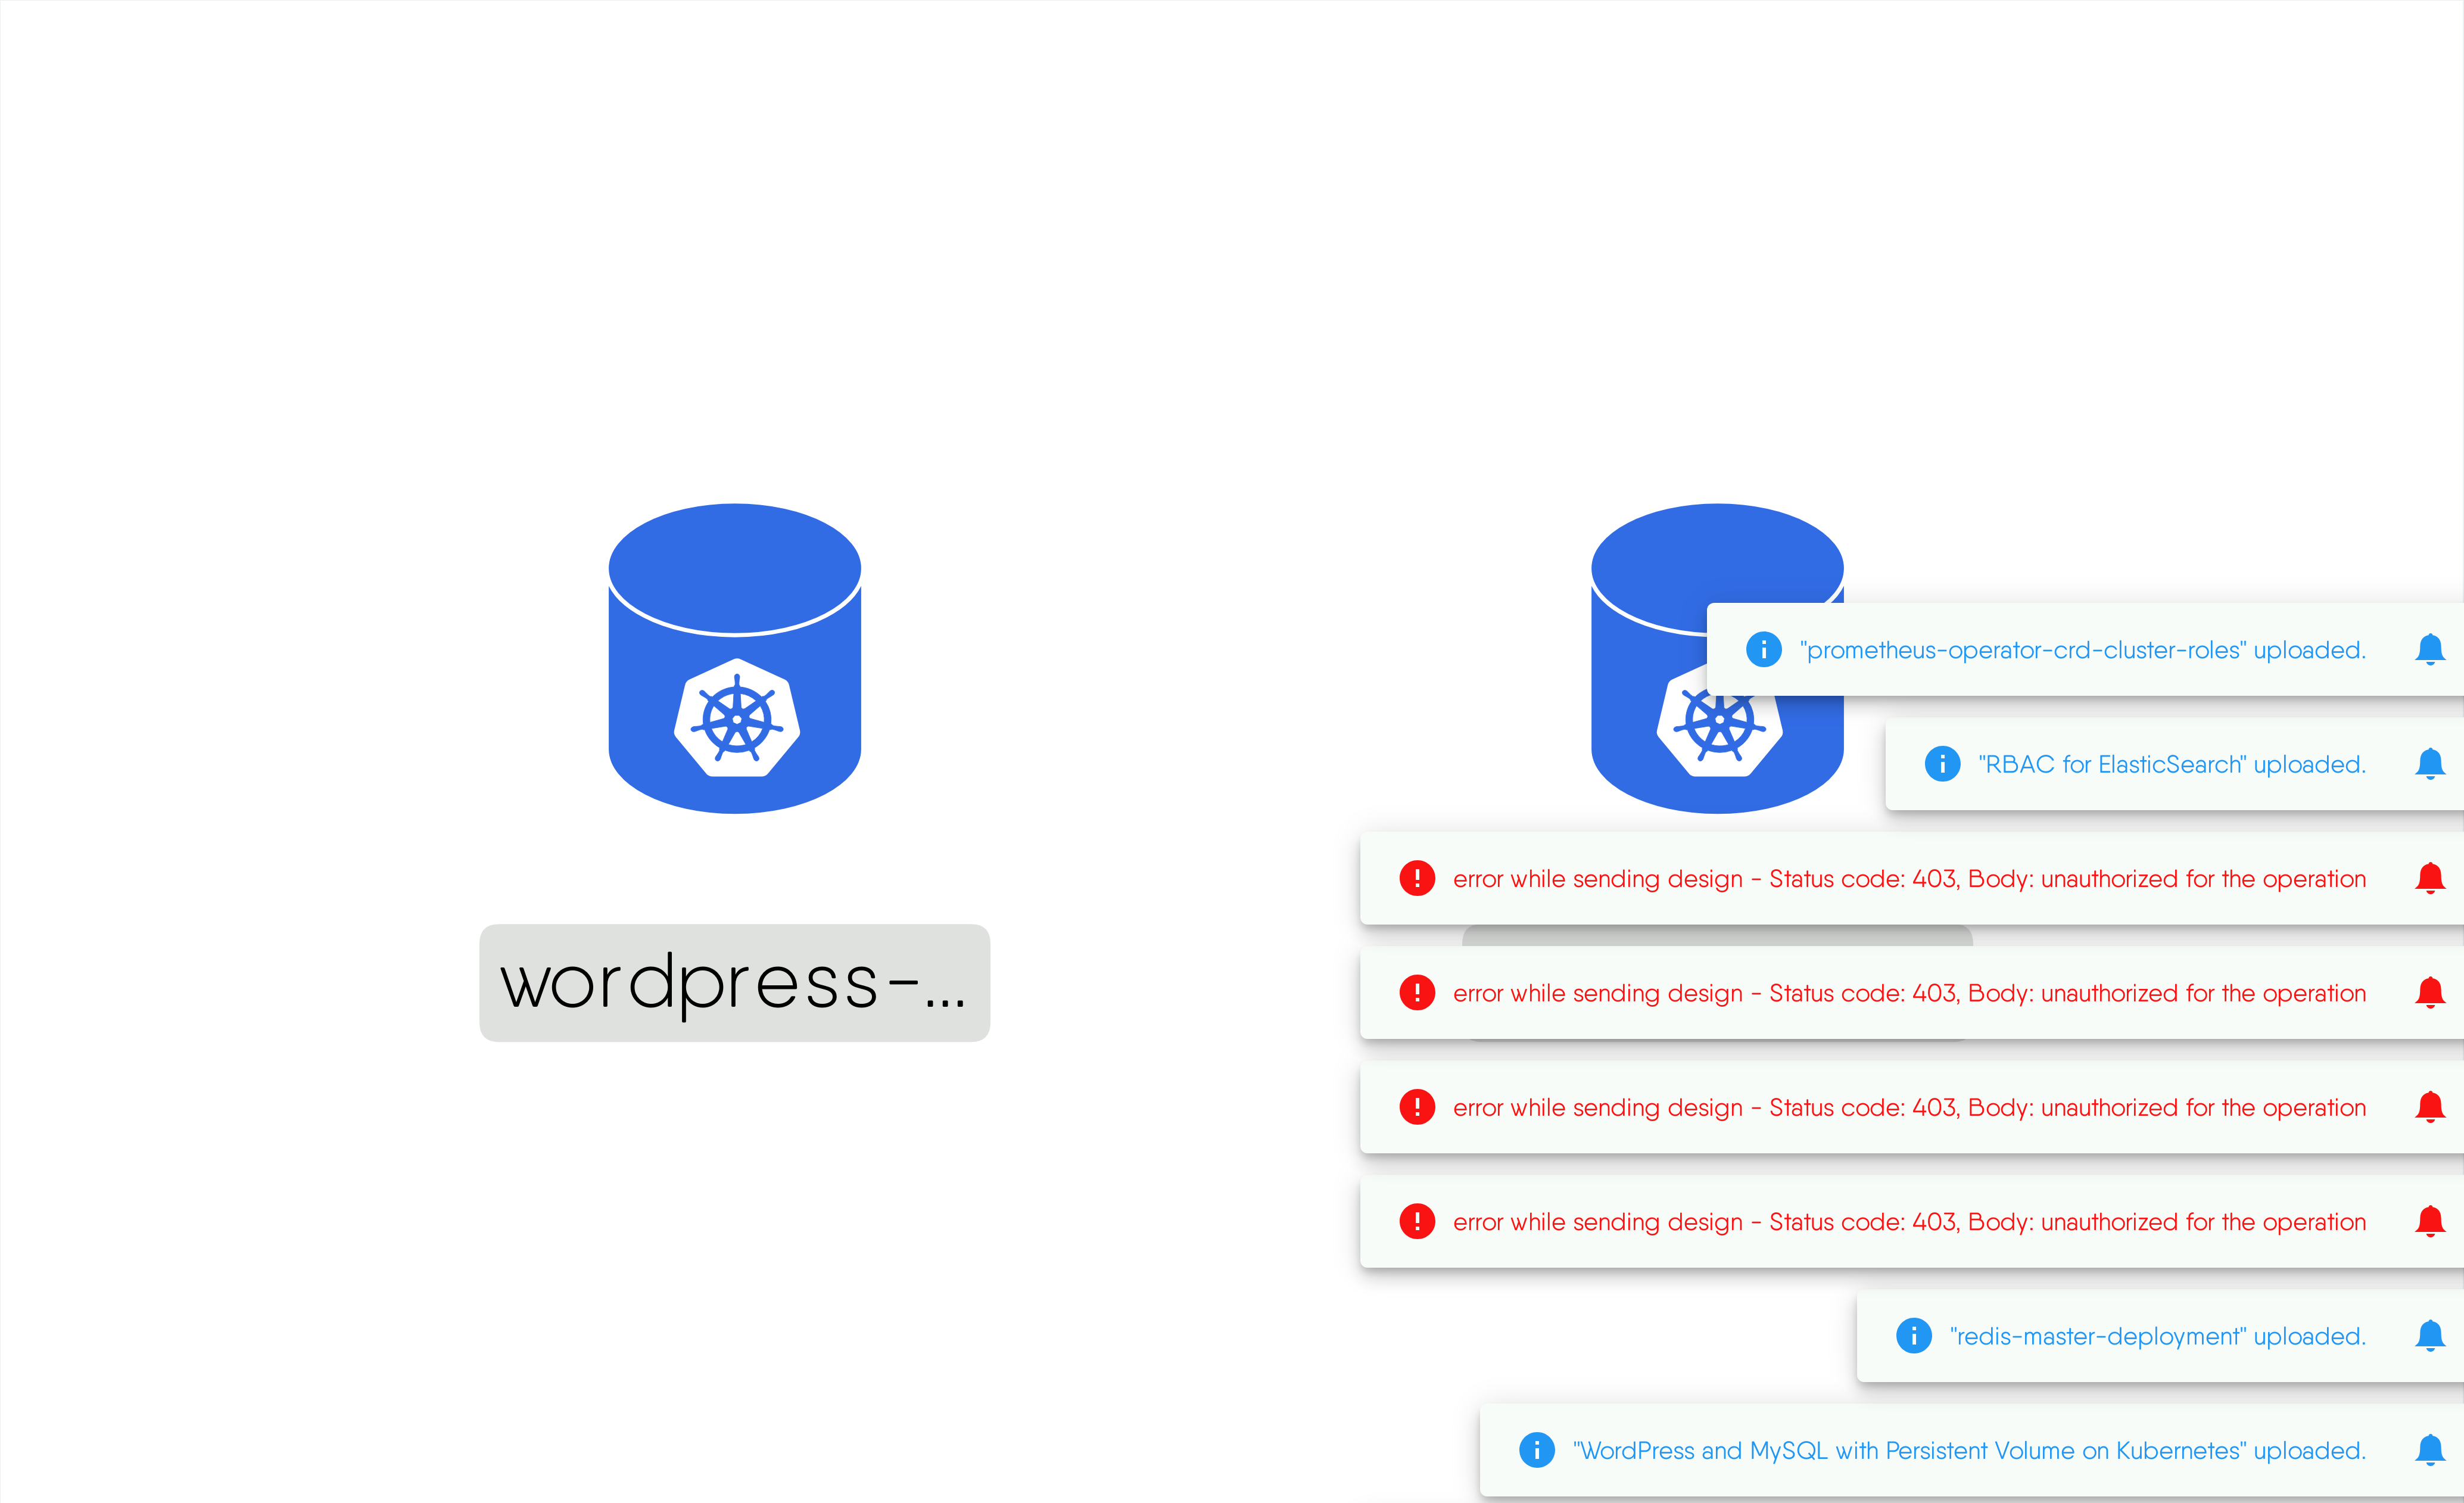 "prometheus-operator-crd-cluster-roles" uploaded.
"RBAC for ElasticSearch" uploaded.
error while sending design - Status code: 403, Body: unauthorized for the operation
wordpress-...
error while sending design - Status code: 403, Body: unauthorized for the operation
error while sending design - Status code: 403, Body: unauthorized for the operation
error while sending design - Status code: 403, Body: unauthorized for the operation
"redis-master-deployment" uploaded.
"WordPress and MySQL with Persistent Volume on Kubernetes" uploaded.